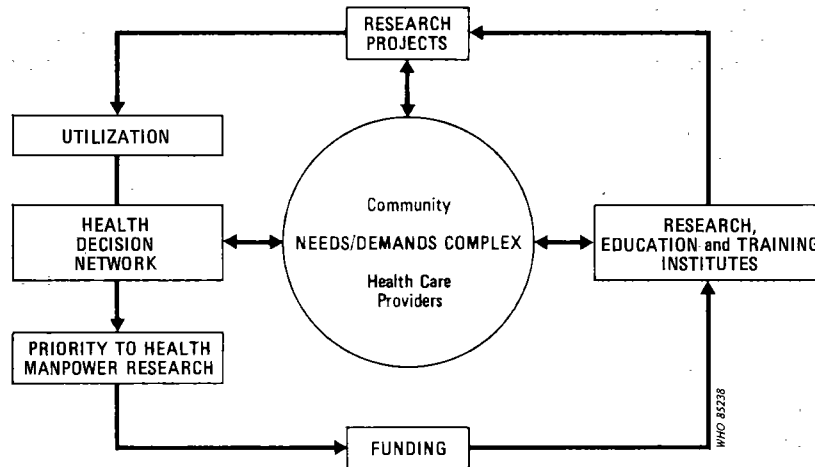 RESEARCH
PROJECTS
UTILIZATION
HEALTH
DECISION
NETWORK
Community
NEEDS/DEMANDS COMPLEX
Health Care
Providers
RESEARCH,
EDUCATION and TRAINING
INSTITUTES
PRIORITY TO HEALTH
MANPOWER RESEARCH
FUNDING
WHO 85238